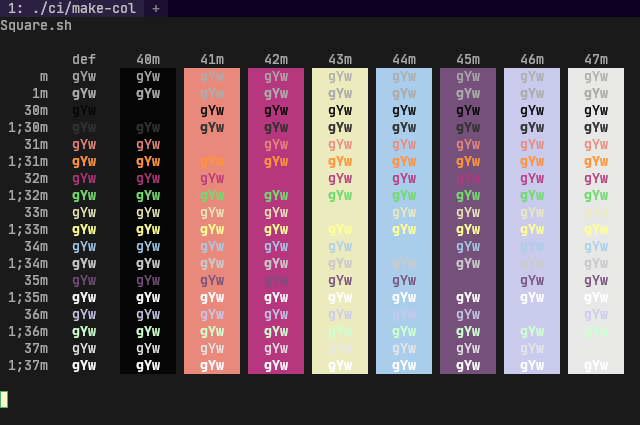 1: ./ci/make-col +
Square.sh
def 40m 41m 42m 43m 44m 45m 46m 47m
m gYw gYw gYw gYw gYw gYw gYw gYw gYw
1m gYw gYw gYw gYw gYw gYw gYw gYw gYw
30m gYw gYw gYw gYw gYw gYw gYw gYw
1;30m gYw gYw gYw gYw gYw gYw gYw gYw gYw
31m gYw gYw gYw gYw gYw gYw gYw gYw
1;31m gYw gYw gYw gYw gYw gYw gYw gYw gYw
32m gYw gYw gYw gYw gYw gYw gYw gYw
1;32m gYw gYw gYw gYw gYw gYw gYw gYw gYw
33m gYw gYw gYw gYw gYw gYw gYw gYw
1;33m gYw gYw gYw gYw gYw gYw gYw gYw gYw
34m gYw gYw gYw gYw gYw gYw gYw gYw
1;34m gYw gYw gYw gYw gYw gYw gYw gYw gYw
35m gYw gYw gYw gYw gYw gYw gYw gYw
1;35m gYw gYw gYw gYw gYw gYw gYw gYw gYw
36m gYw gYw gYw gYw gYw gYw gYw gYw
1;36m gYw gYw gYw gYw gYw gYw gYw gYw gYw
37m gYw gYw gYw gYw gYw gYw gYw gYw
1;37m gYw gYw gYw gYw gYw gYw gYw gYw gYw